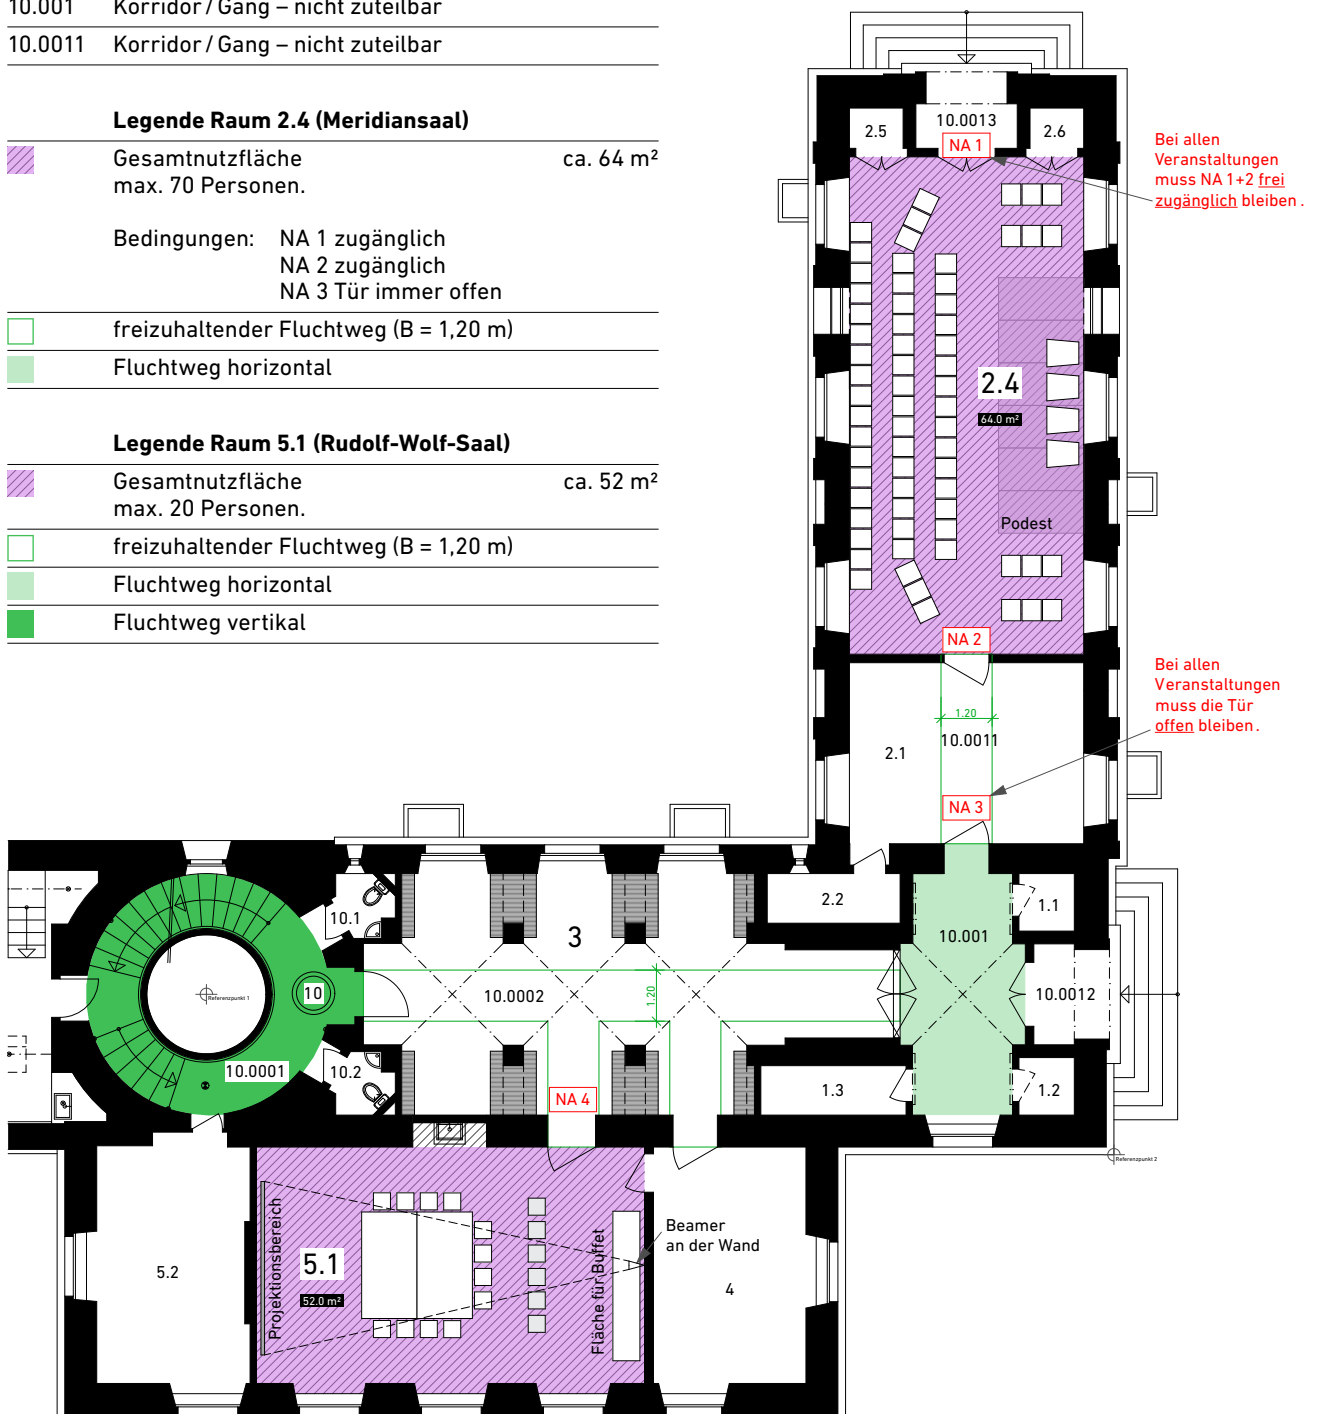 10.001 Korridor / Gang – nicht zuteilbar
10.0011 Korridor / Gang – nicht zuteilbar
Legende Raum 2.4 (Meridiansaal)
Gesamtnutzfläche ca. 64 m²
max. 70 Personen.
Bedingungen: NA 1 zugänglich
NA 2 zugänglich
NA 3 Tür immer offen
freizuhaltender Fluchtweg (B = 1,20 m)
Fluchtweg horizontal
Legende Raum 5.1 (Rudolf-Wolf-Saal)
Gesamtnutzfläche ca. 52 m²
max. 20 Personen.
freizuhaltender Fluchtweg (B = 1,20 m)
Fluchtweg horizontal
Fluchtweg vertikal
2.5
10.0013
2.6
NA 1
Bei allen
Veranstaltungen
muss NA 1+2 frei
zugänglich bleiben .
2.4
64.0 m²
Podest
NA 2
Bei allen
Veranstaltungen
muss die Tür
offen bleiben .
1.20
10.0011
2.1
NA 3
2.2
1.1
10.1
3
10.001
10
Referenzpunkt 1
10.0002
1.20
10.0012
10.0001
10.2
NA 4
1.3
1.2
Referenzpunkt 2
5.2
Projektionsbereich
5.1
52.0 m²
Fläche für Buffet
Beamer
an der Wand
4